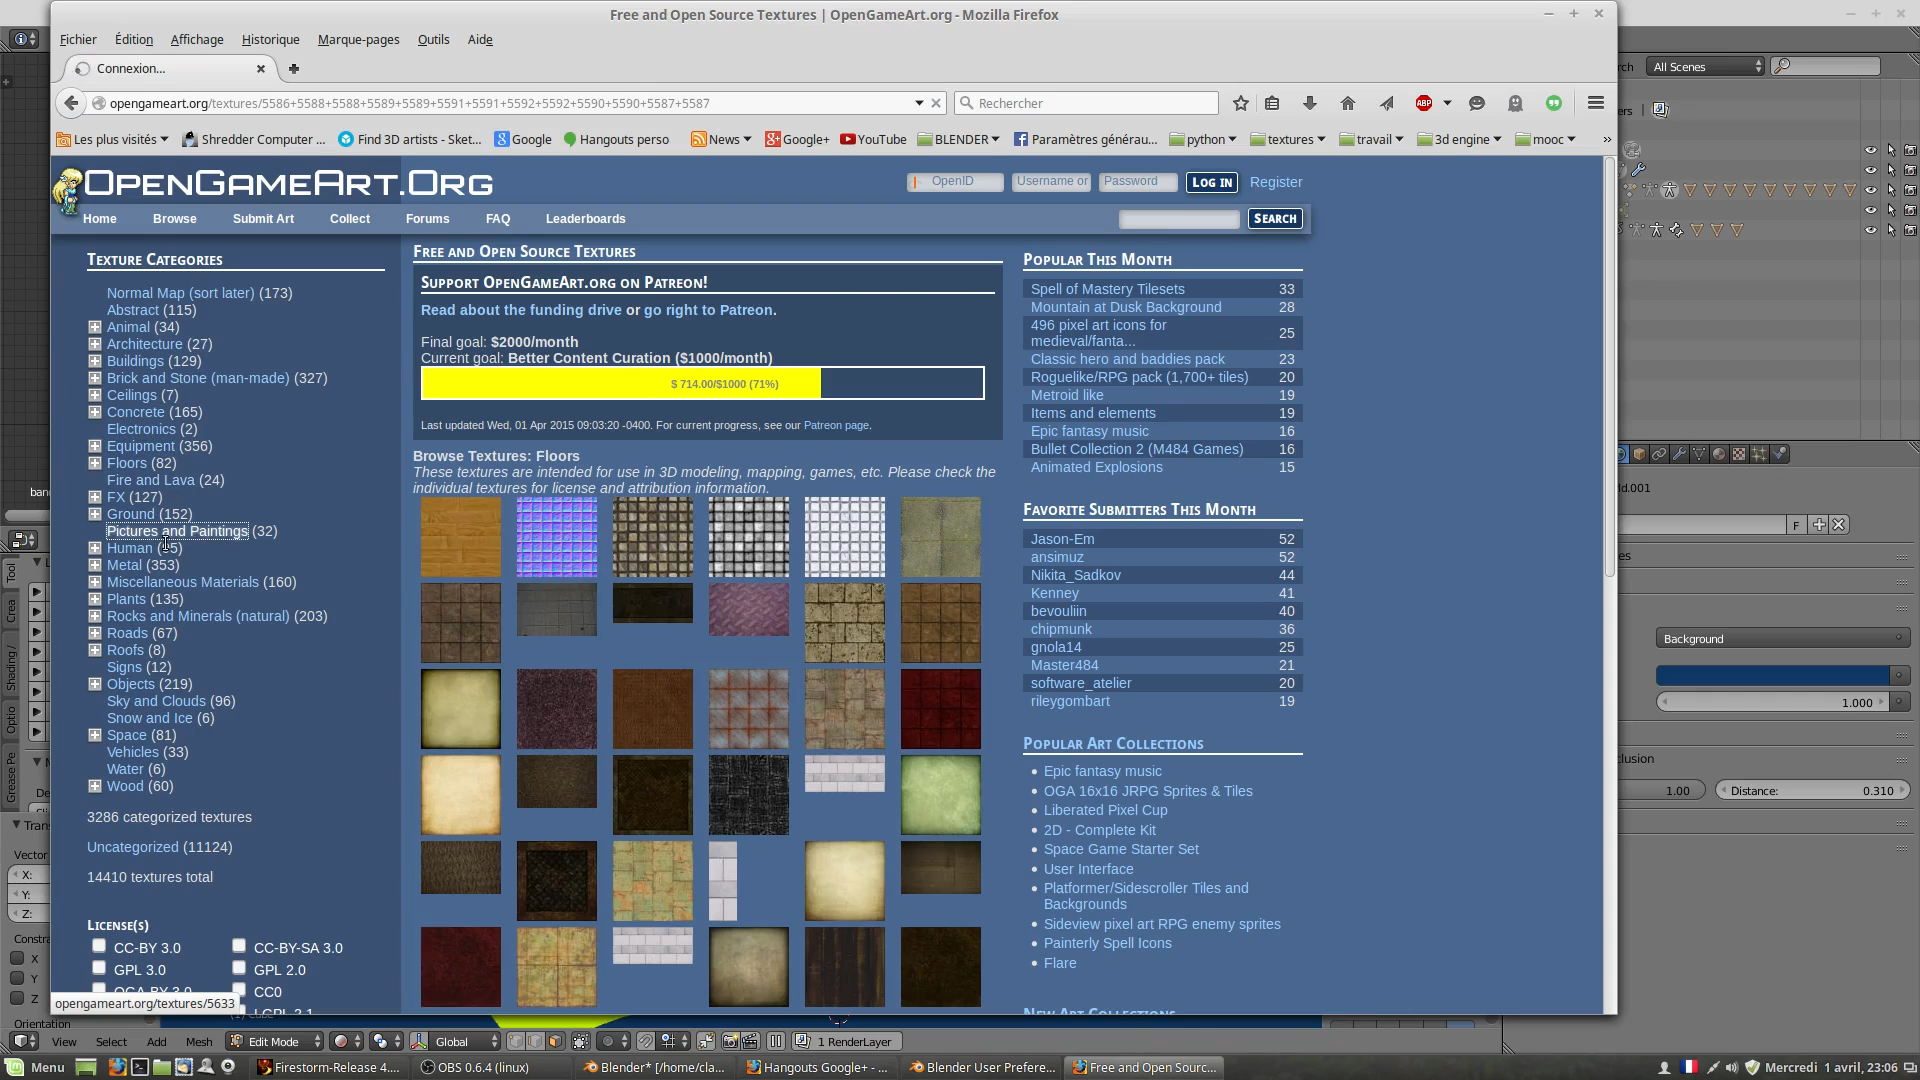 Free and Open Source Textures | OpenGameArt.org - Mozilla Firefox
Fichier Édition Affichage Historique Marque-pages Outils Aide
Connexion...
opengameart.org/textures/5586+5588+5588+5589+5589+5591+5591+5592+5592+5590+5590+5587+5587
Rechercher
ABP
Les plus visités
Shredder Computer ...
Find 3D artists - Sket...
Google
Hangouts perso
News
Google+
YouTube
BLENDER
Paramètres générau...
python
textures
travail
3d engine
mooc
»
All Scenes
OpenGameArt.Org
OpenID
Username or
Password
Log in
Register
Home Browse Submit Art Collect Forums FAQ Leaderboards
Search
Texture Categories
Normal Map (sort later) (173)
Abstract (115)
Animal (34)
Architecture (27)
Buildings (129)
Brick and Stone (man-made) (327)
Ceilings (7)
Concrete (165)
Electronics (2)
Equipment (356)
Floors (82)
Fire and Lava (24)
FX (127)
Ground (152)
Pictures and Paintings (32)
Human
Metal (353)
Miscellaneous Materials (160)
Plants (135)
Rocks and Minerals (natural) (203)
Roads (67)
Roofs (8)
Signs (12)
Objects (219)
Sky and Clouds (96)
Snow and Ice (6)
Space (81)
Vehicles (33)
Water (6)
Wood (60)
3286 categorized textures
Uncategorized (11124)
14410 textures total
License(s)
CC-BY 3.0
CC-BY-SA 3.0
GPL 3.0
GPL 2.0
OGA-BY 3.0
CC0
LGPL 2.1
opengameart.org/textures/5633
Free and Open Source Textures
Support OpenGameArt.org on Patreon!
Read about the funding drive or go right to Patreon.
Final goal: $2000/month
Current goal: Better Content Curation ($1000/month)
$ 714.00/$1000 (71%)
Last updated Wed, 01 Apr 2015 09:03:20 -0400. For current progress, see our Patreon page.
Browse Textures: Floors
These textures are intended for use in 3D modeling, mapping, games, etc. Please check the
individual textures for license and attribution information.
Popular This Month
Spell of Mastery Tilesets 33
Mountain at Dusk Background 28
496 pixel art icons for
medieval/fanta... 25
Classic hero and baddies pack 23
Roguelike/RPG pack (1,700+ tiles) 20
Metroid like 19
Items and elements 19
Epic fantasy music 16
Bullet Collection 2 (M484 Games) 16
Animated Explosions 15
Favorite Submitters This Month
Jason-Em 52
ansimuz 52
Nikita_Sadkov 44
Kenney 41
bevouliin 40
chipmunk 36
gnola14 25
Master484 21
software_atelier 20
rileygombart 19
Popular Art Collections
Epic fantasy music
OGA 16x16 JRPG Sprites & Tiles
Liberated Pixel Cup
2D - Complete Kit
Space Game Starter Set
User Interface
Platformer/Sidescroller Tiles and
Backgrounds
Sideview pixel art RPG enemy sprites
Painterly Spell Icons
Flare
New Art Collections
F
Background
1.000
1.00
Distance: 0.310
Tool
Crea
Shading /
Optio
Grease Pe
Vector
X:
Y:
Z:
Constra
X
Y
Z
Orientation
View Select Add Mesh
Edit Mode
Global
1 RenderLayer
Menu
Firestorm-Release 4....
OBS 0.6.4 (linux)
Blender* [/home/cla...
Hangouts Google+ - ...
Blender User Prefere...
Free and Open Sourc...
Mercredi 1 avril, 23:06